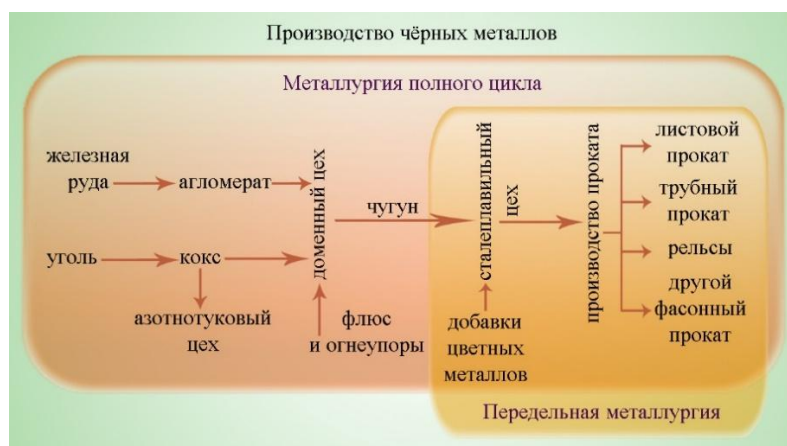 Производство чёрных металлов
Металлургия полного цикла
железная
руда
агломерат
уголь
кокс
азотнотуковый
цех
доменный цех
флюс
и огнеупоры
чугун
сталеплавильный
цех
добавки
цветных
металлов
производство проката
листовой
прокат
трубный
прокат
рельсы
другой
фасонный
прокат
Передельная металлургия